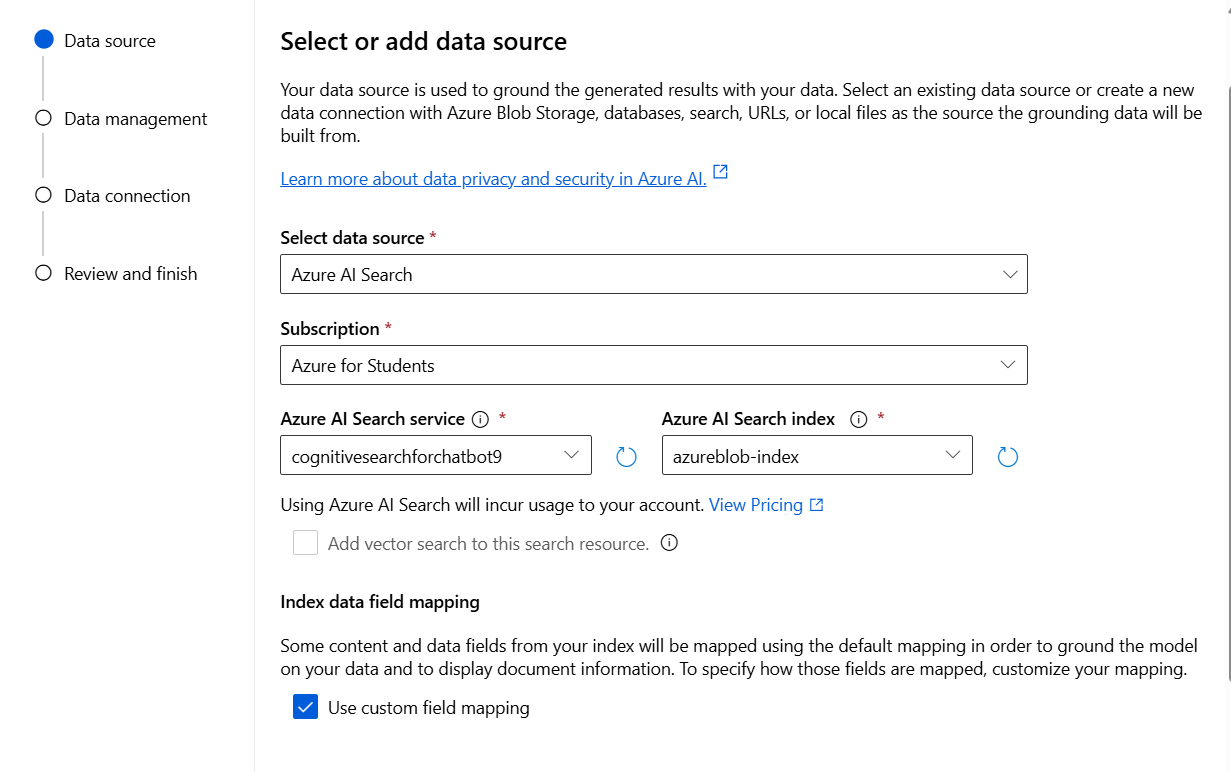 Data source
Data management
Data connection
Review and finish
Select or add data source
Your data source is used to ground the generated results with your data. Select an existing data source or create a new
data connection with Azure Blob Storage, databases, search, URLs, or local files as the source the grounding data will be
built from.
Learn more about data privacy and security in Azure AI.
Select data source *
Azure AI Search
Subscription *
Azure for Students
Azure AI Search service *
cognitivesearchforchatbot9
Azure AI Search index *
azureblob-index
Using Azure AI Search will incur usage to your account. View Pricing
Add vector search to this search resource.
Index data field mapping
Some content and data fields from your index will be mapped using the default mapping in order to ground the model
on your data and to display document information. To specify how those fields are mapped, customize your mapping.
Use custom field mapping